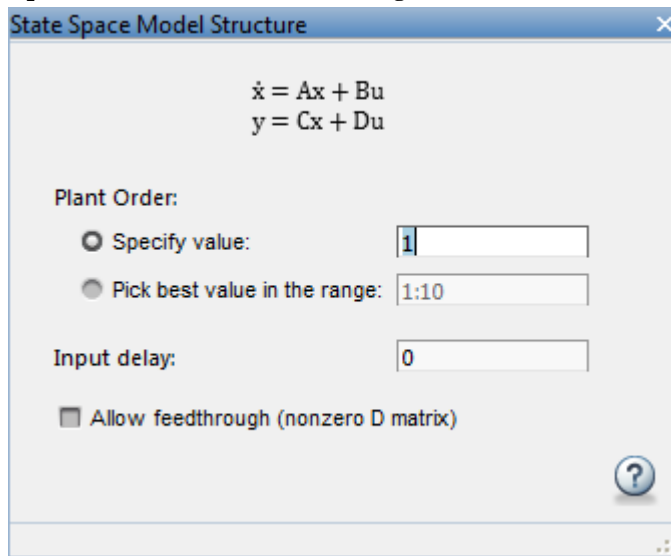 State Space Model Structure
ẋ = Ax + Bu
y = Cx + Du
Plant Order:
Specify value: 1
Pick best value in the range: 1:10
Input delay: 0
Allow feedthrough (nonzero D matrix)
?